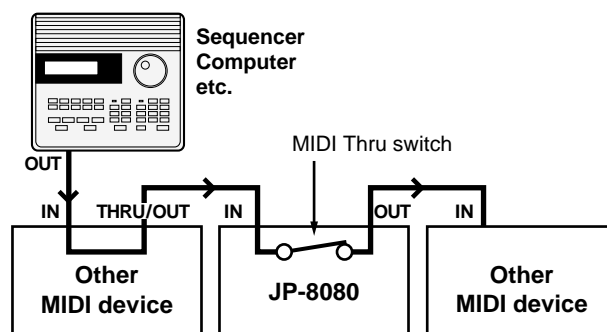 Sequencer
Computer
etc.
OUT
MIDI Thru switch
IN
THRU/OUT
IN
OUT
IN
Other
MIDI device
JP-8080
Other
MIDI device